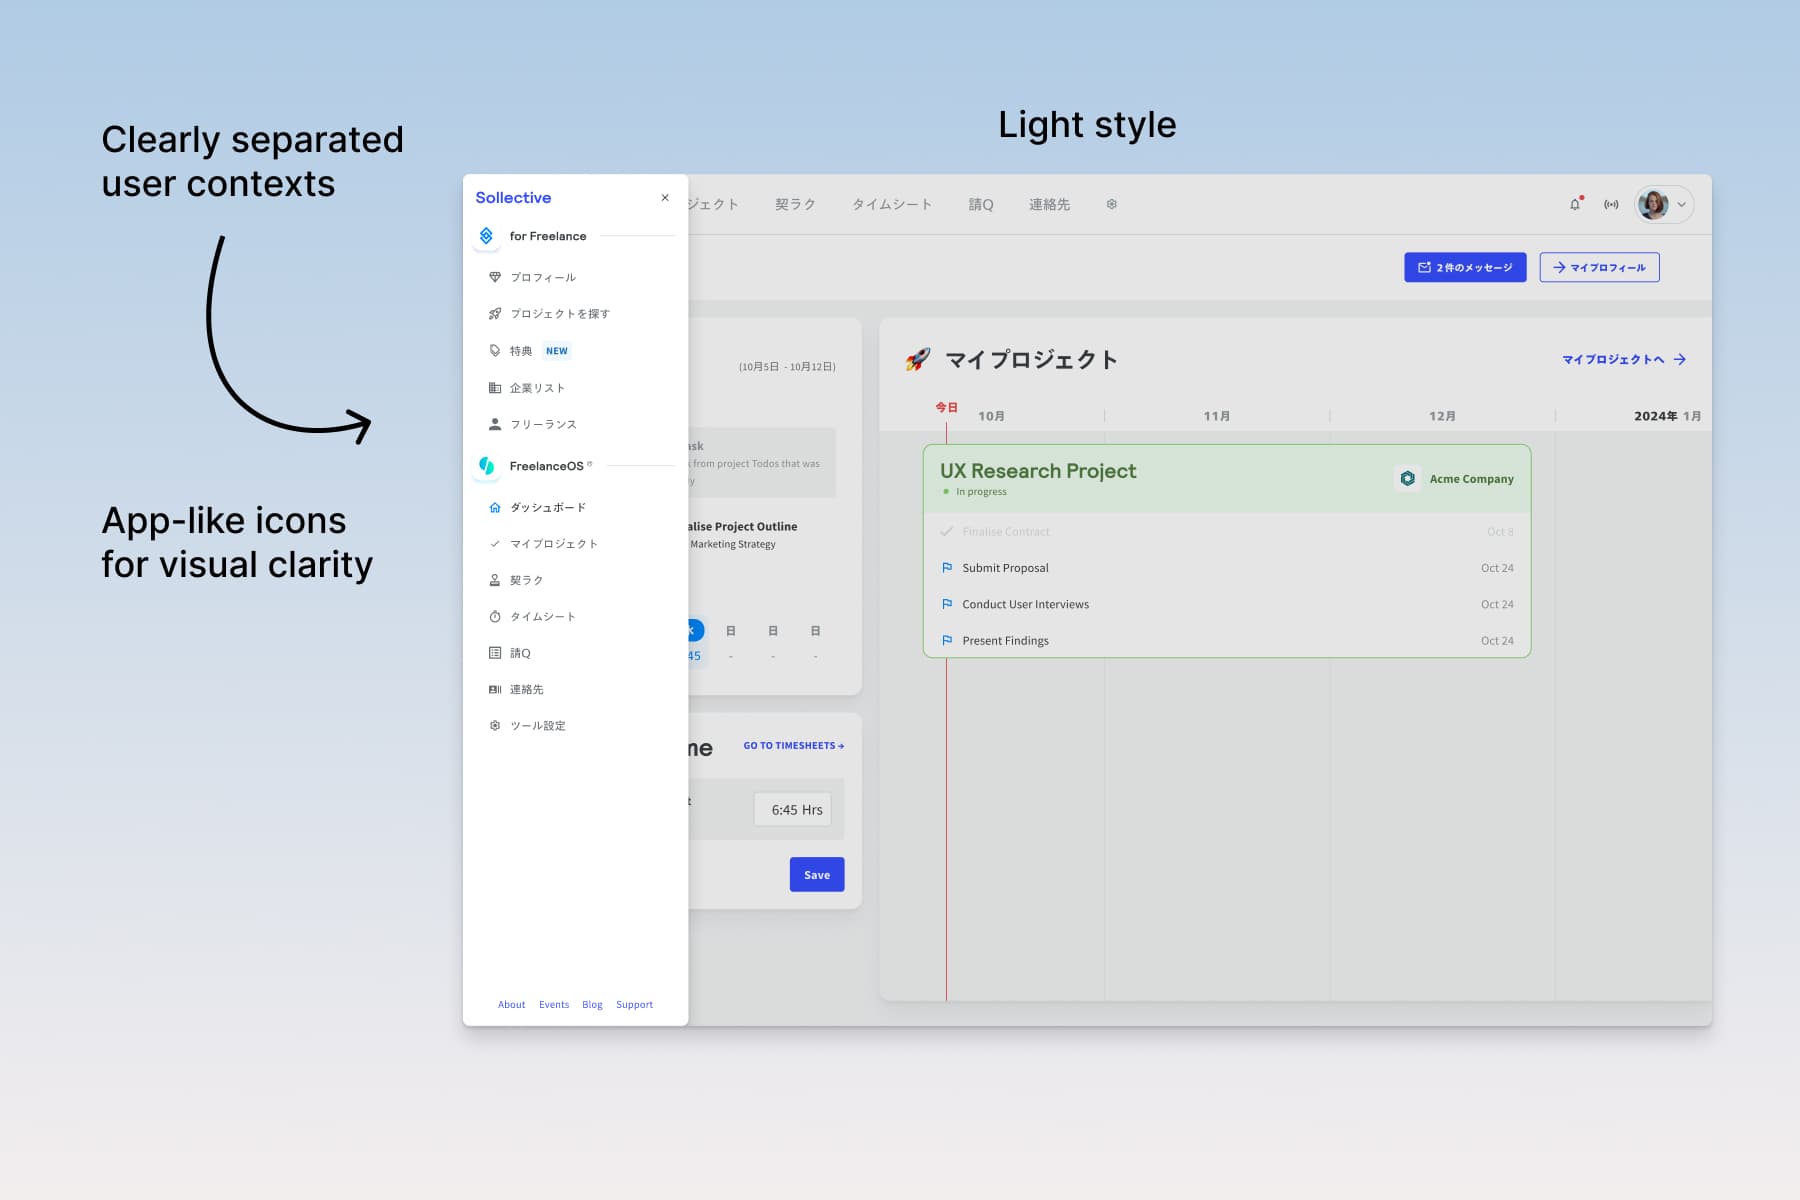 Clearly separated
user contexts
App-like icons
for visual clarity
Light style
Sollective
for Freelance
プロフィール
プロジェクトを探す
特典 NEW
企業リスト
フリーランス
FreelanceOS
ダッシュボード
マイプロジェクト
契ラク
タイムシート
請Q
連絡先
ツール設定
About Events Blog Support
ジェクト 契ラク タイムシート 請Q 連絡先
2 件のメッセージ
マイプロフィール
(10月5日 - 10月12日)
ask
from project Todos that was
alise Project Outline
Marketing Strategy
日 日 日
45 - - -
me
GO TO TIMESHEETS →
6:45 Hrs
Save
🚀 マイプロジェクト
マイプロジェクトへ →
今日
10月 11月 12月 2024年 1月
UX Research Project
In progress
Acme Company
Finalise Contract Oct 8
Submit Proposal Oct 24
Conduct User Interviews Oct 24
Present Findings Oct 24